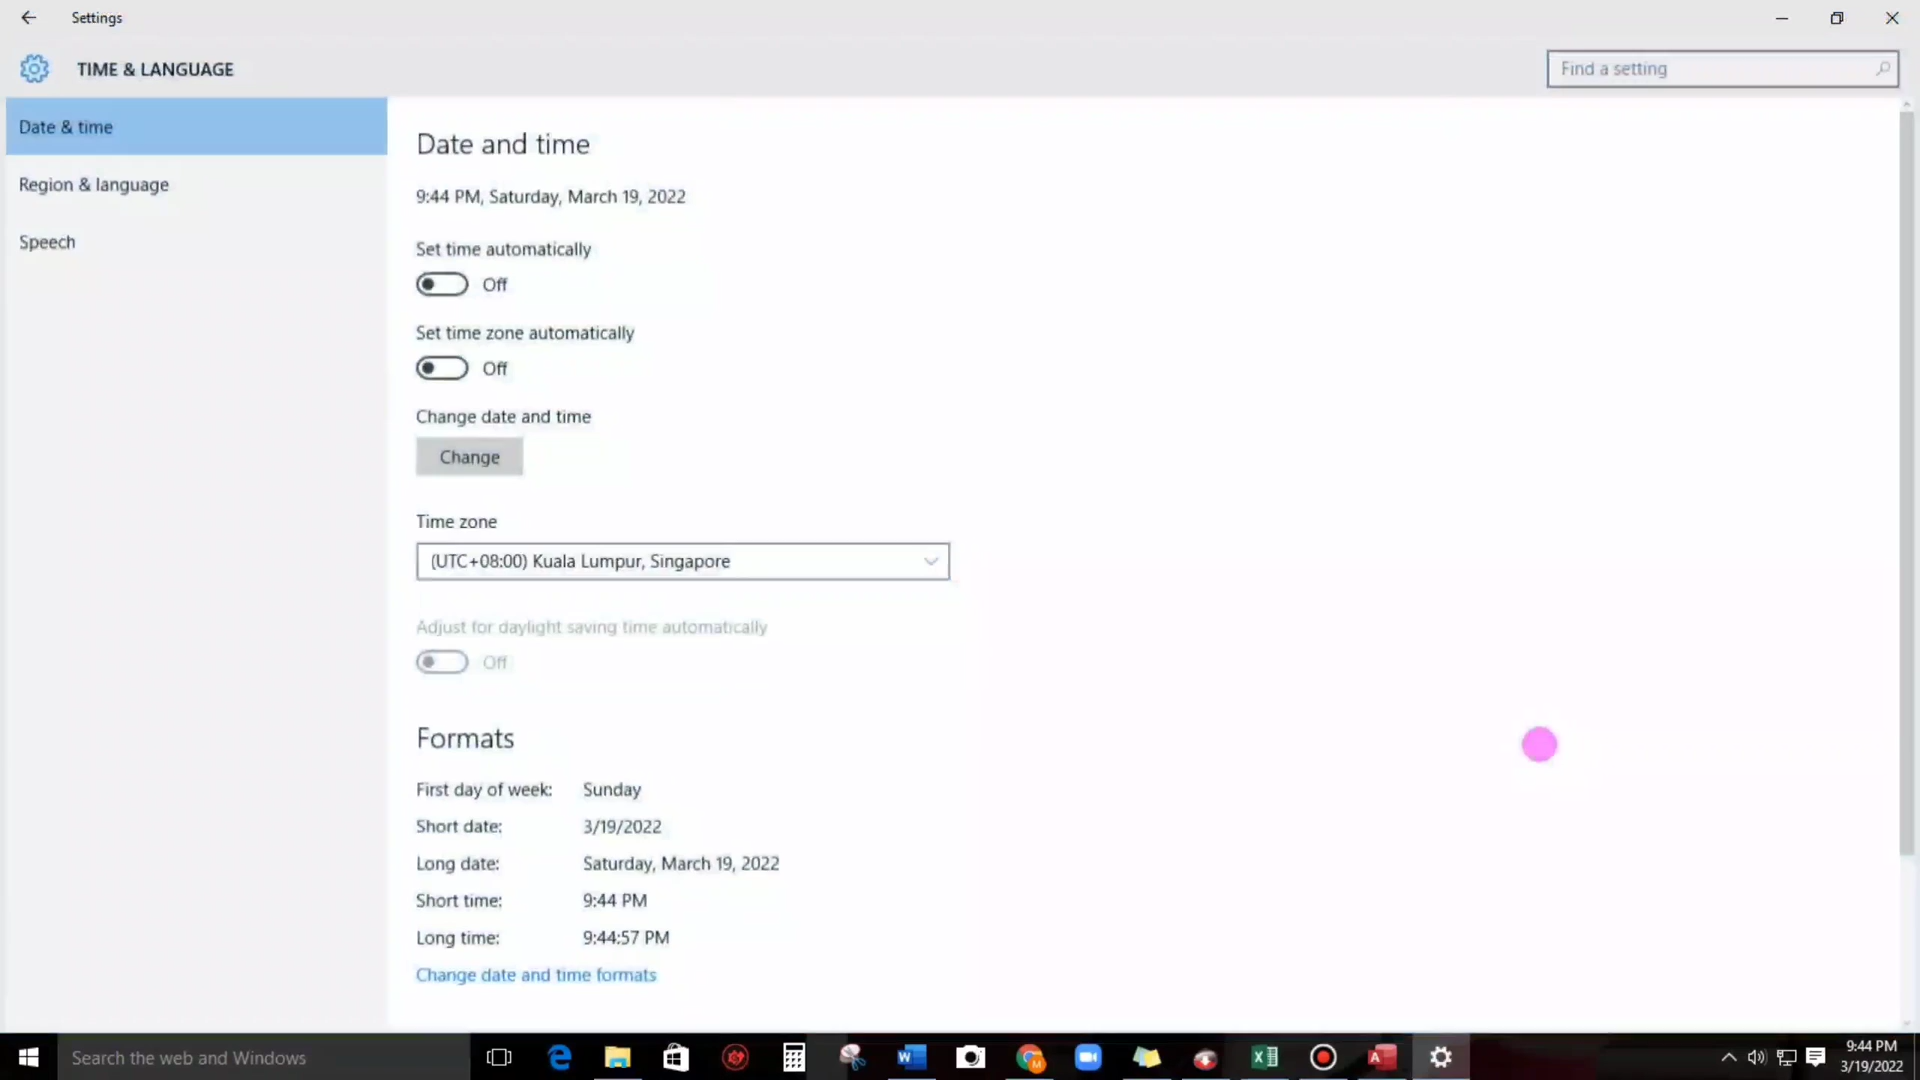 Settings
TIME & LANGUAGE
Find a setting
Date & time
Region & language
Speech
Date and time
9:44 PM, Saturday, March 19, 2022
Set time automatically
Off
Set time zone automatically
Off
Change date and time
Change
Time zone
(UTC+08:00) Kuala Lumpur, Singapore
Adjust for daylight saving time automatically
Off
Formats
First day of week: Sunday
Short date: 3/19/2022
Long date: Saturday, March 19, 2022
Short time: 9:44 PM
Long time: 9:44:57 PM
Change date and time formats
Search the web and Windows
9:44 PM
3/19/2022